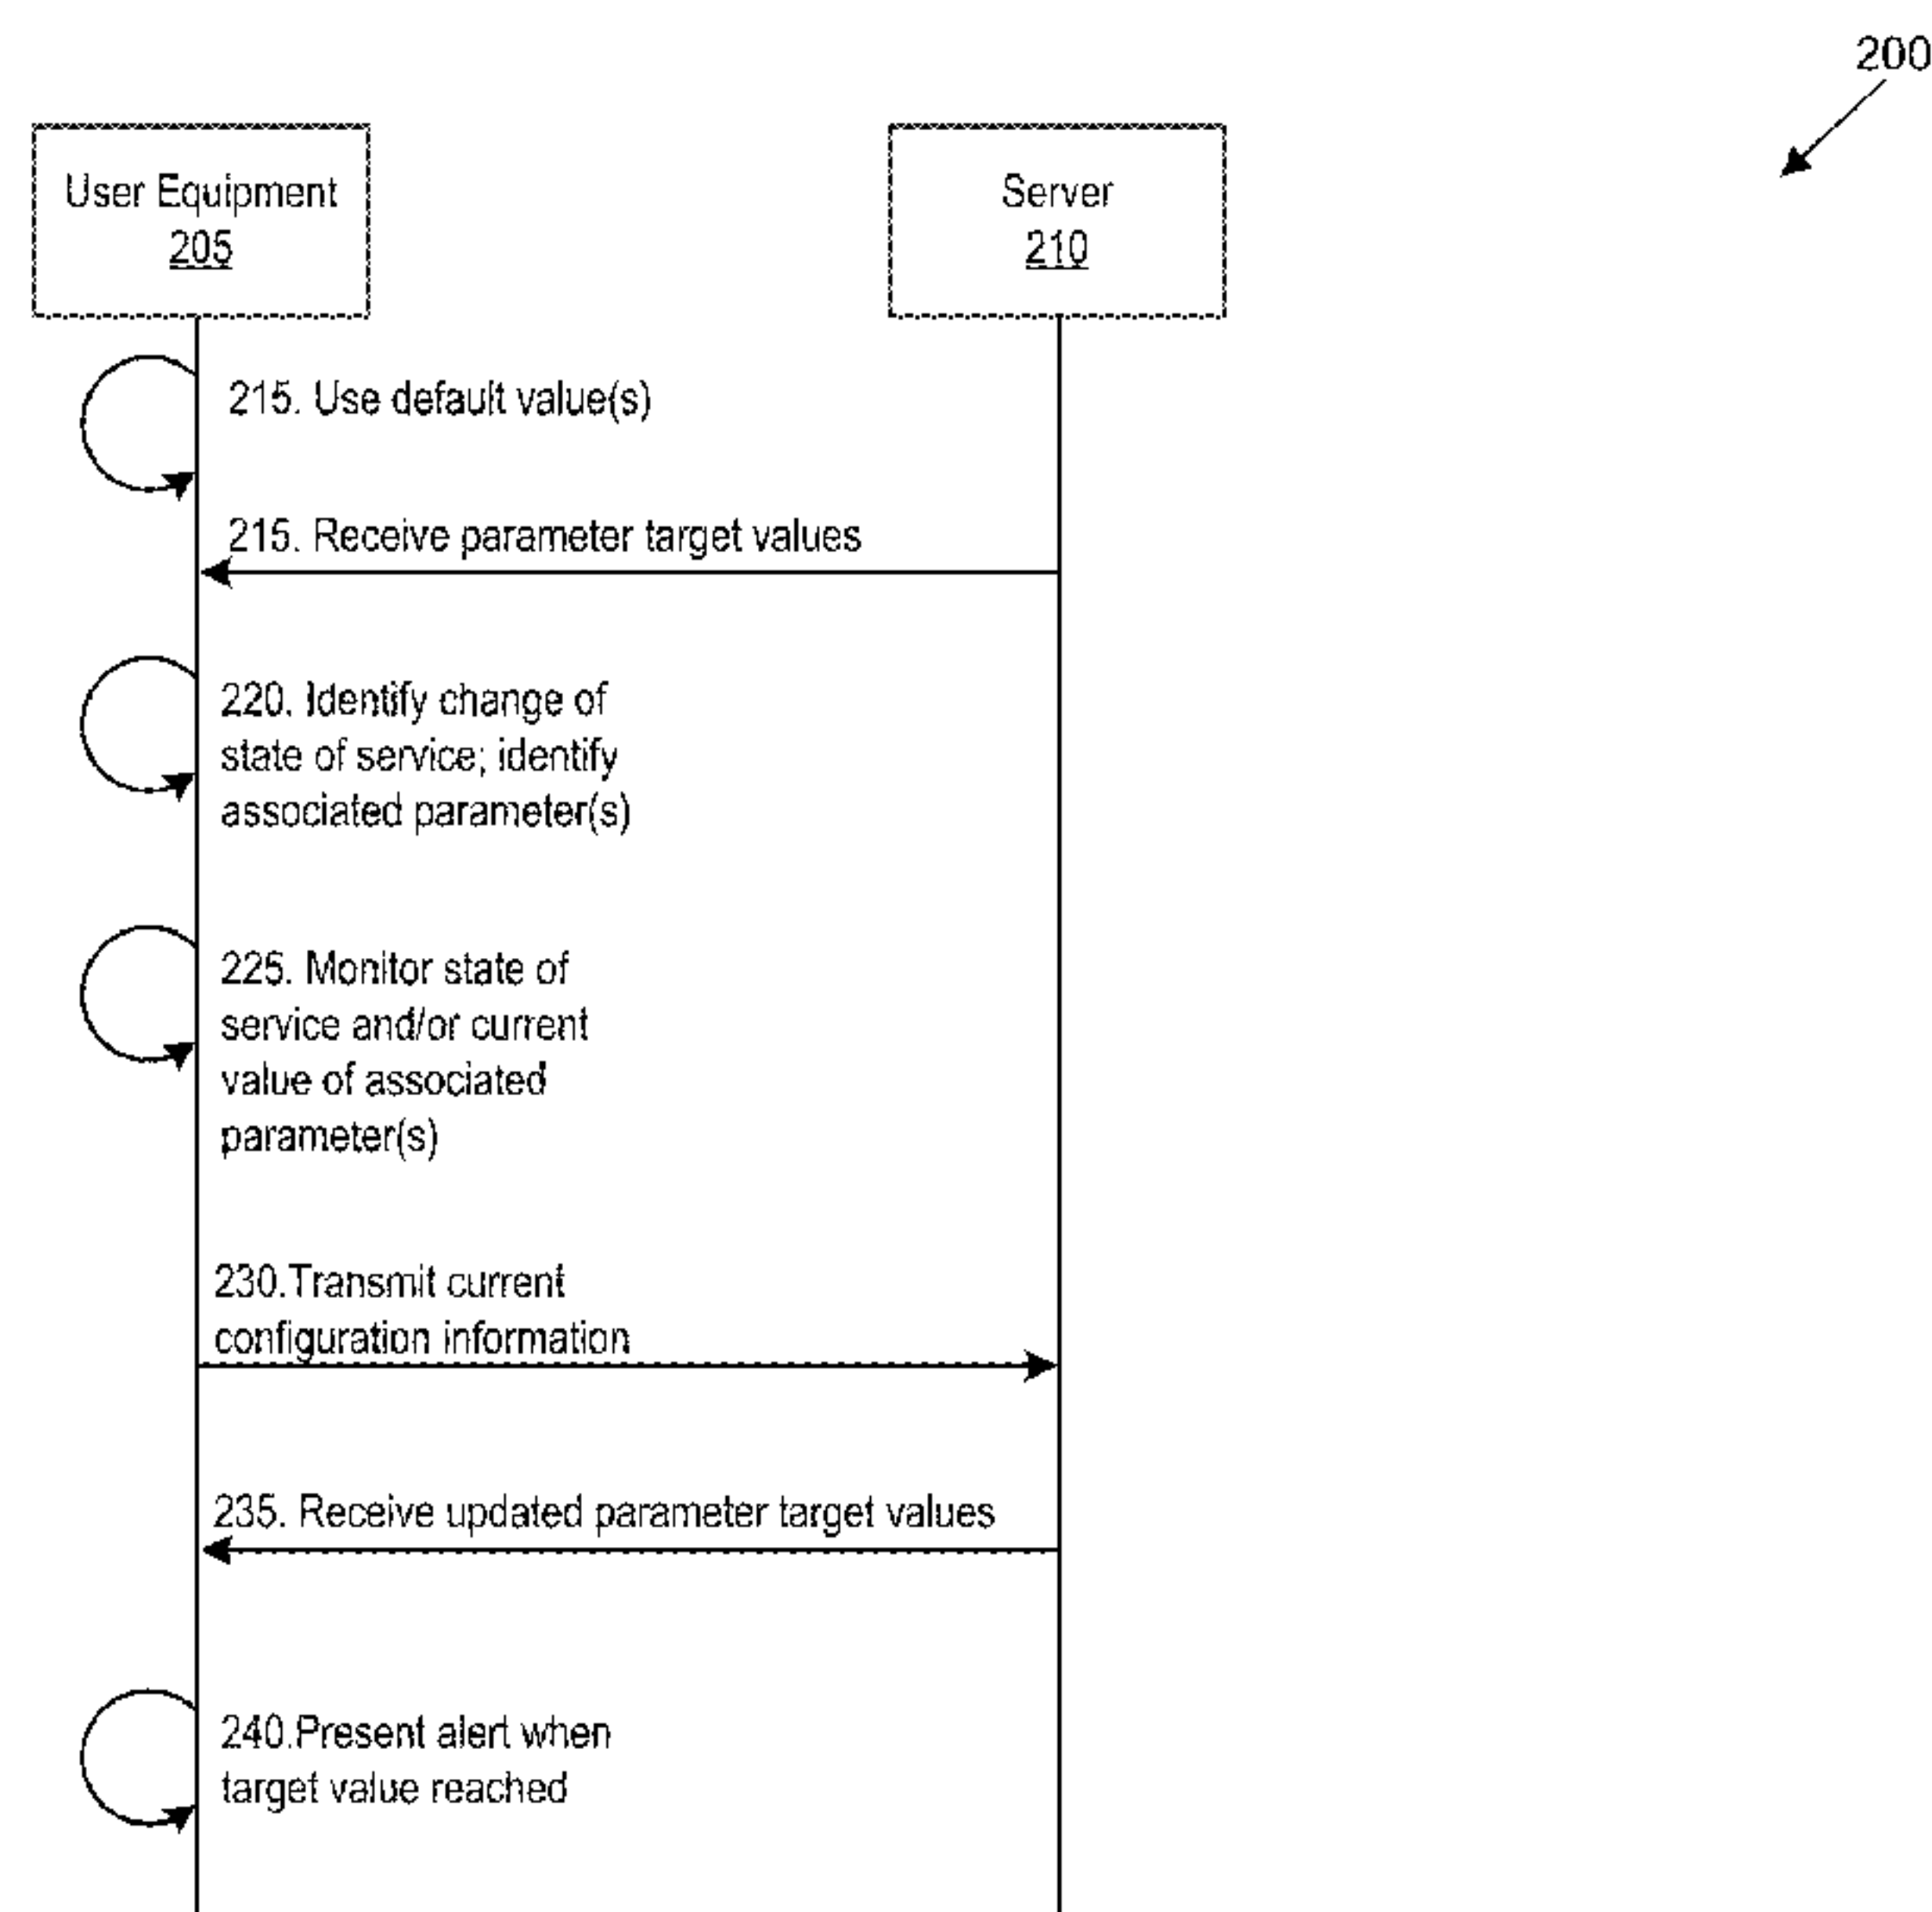 200
User Equipment
205
Server
210
215. Use default value(s)
215. Receive parameter target values
220. Identify change of
state of service; identify
associated parameter(s)
225. Monitor state of
service and/or current
value of associated
parameter(s)
230.Transmit current
configuration information
235. Receive updated parameter target values
240.Present alert when
target value reached